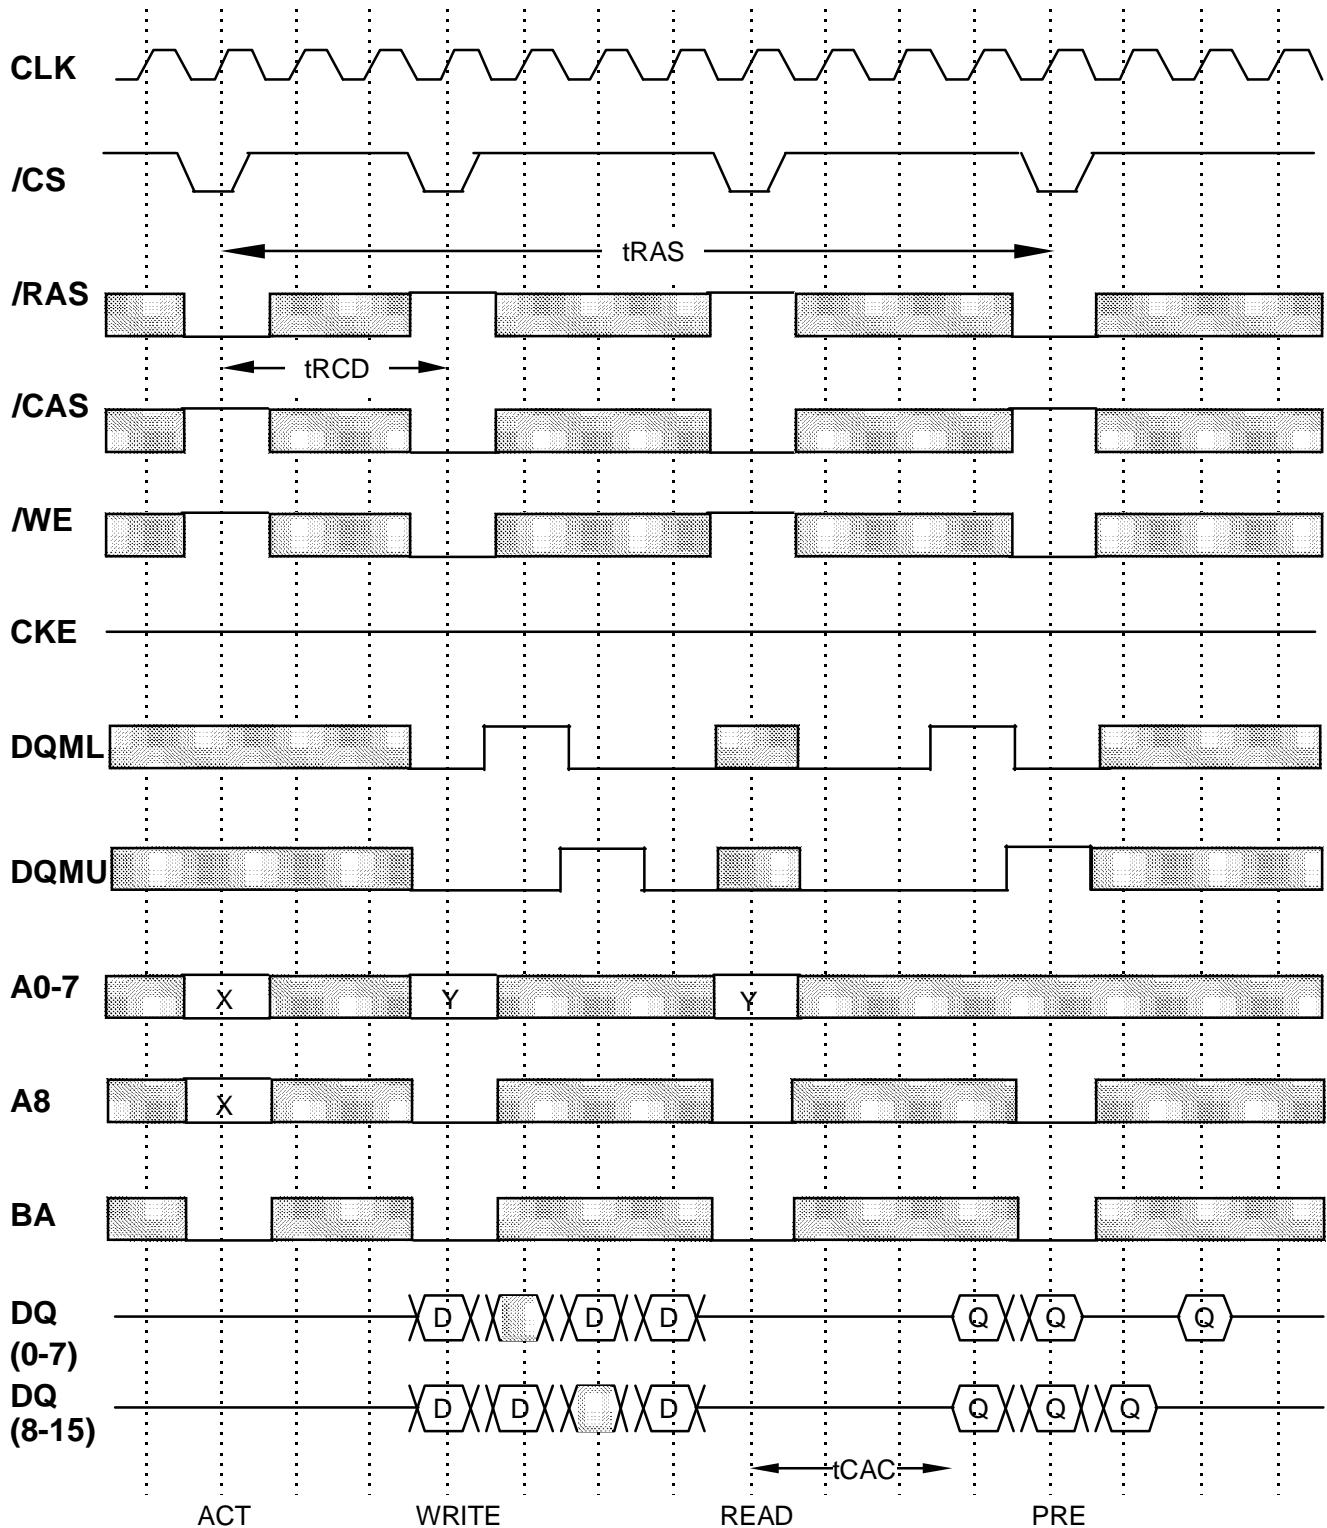 CLK
/CS
tRAS
/RAS
tRCD
/CAS
/WE
CKE
DQML
DQMU
A0-7 X Y Y
A8 X
BA
DQ (0-7) D D D Q Q Q
DQ (8-15) D D D Q Q Q
tCAC
ACT WRITE READ PRE